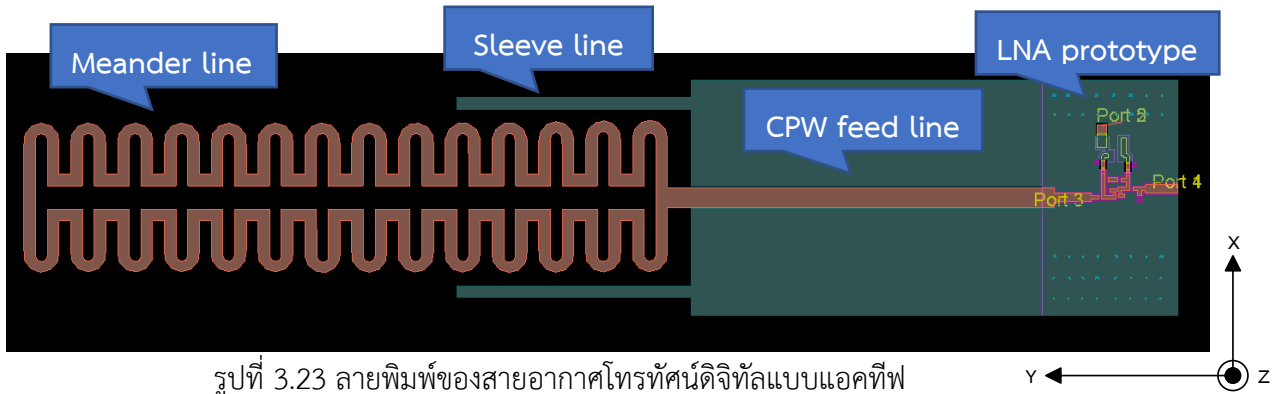 Meander line
Sleeve line
LNA prototype
CPW feed line
Port 3
Port 4
รูปที่ 3.23 ลายพิมพ์ของสายอากาศโทรทัศน์ดิจิทัลแบบแอคทีฟ
X
Y
Z